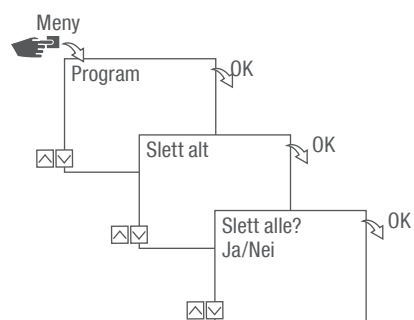 Meny
Program
OK
Slett alt
OK
Slett alle?
OK
Ja/Nei